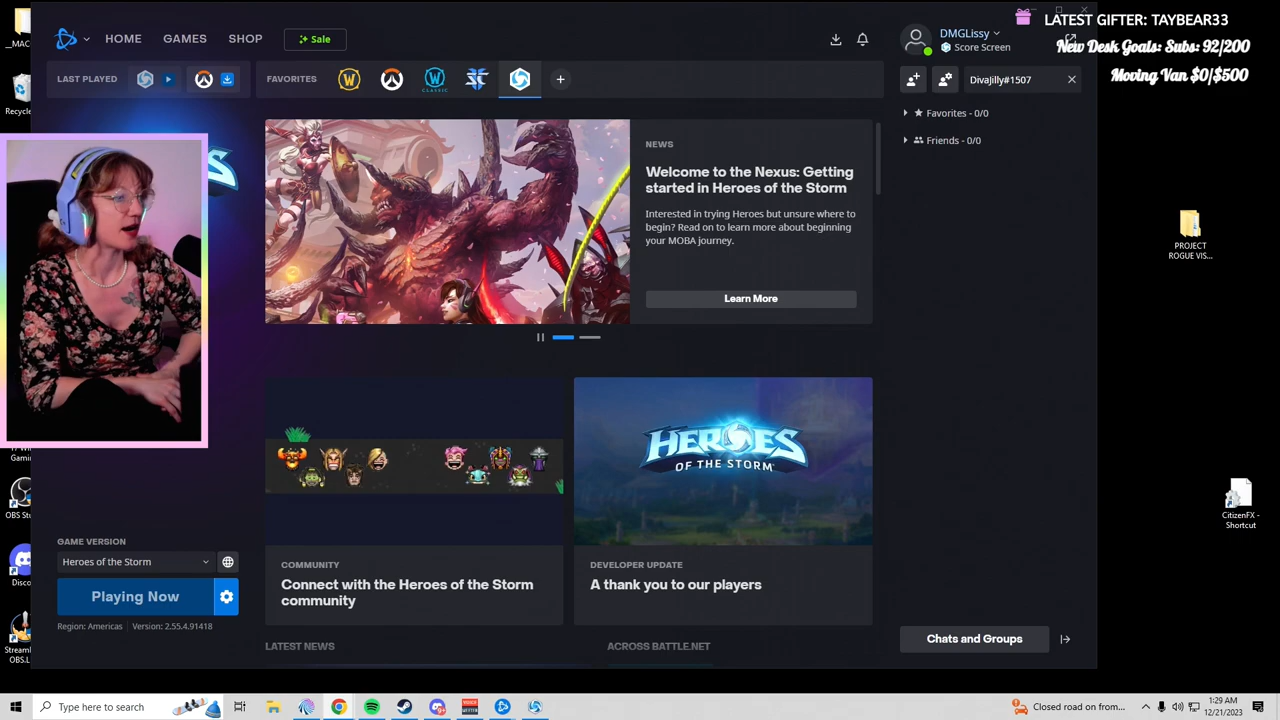 LATEST GIFTER: TAYBEAR33
New Desk Goals: Subs: 92/200
Moving Van $0/$500
HOME
GAMES
SHOP
Sale
DMGLissy
Score Screen
LAST PLAYED
FAVORITES
W
W
CLASSIC
DivaJilly#1507
Favorites - 0/0
Friends - 0/0
NEWS
Welcome to the Nexus: Getting
started in Heroes of the Storm
Interested in trying Heroes but unsure where to
begin? Read on to learn more about beginning
your MOBA journey.
Learn More
HEROES
OF THE STORM
COMMUNITY
Connect with the Heroes of the Storm
community
DEVELOPER UPDATE
A thank you to our players
LATEST NEWS
ACROSS BATTLE.NET
GAME VERSION
Heroes of the Storm
Playing Now
Region: Americas
Version: 2.55.4.91418
Chats and Groups
Recycle
PROJECT
ROGUE VIS...
CitizenFX -
Shortcut
Gami
OBS Stu
Disco
Streaml
OBS.L
Type here to search
Closed road on from...
1:29 AM
12/21/2023